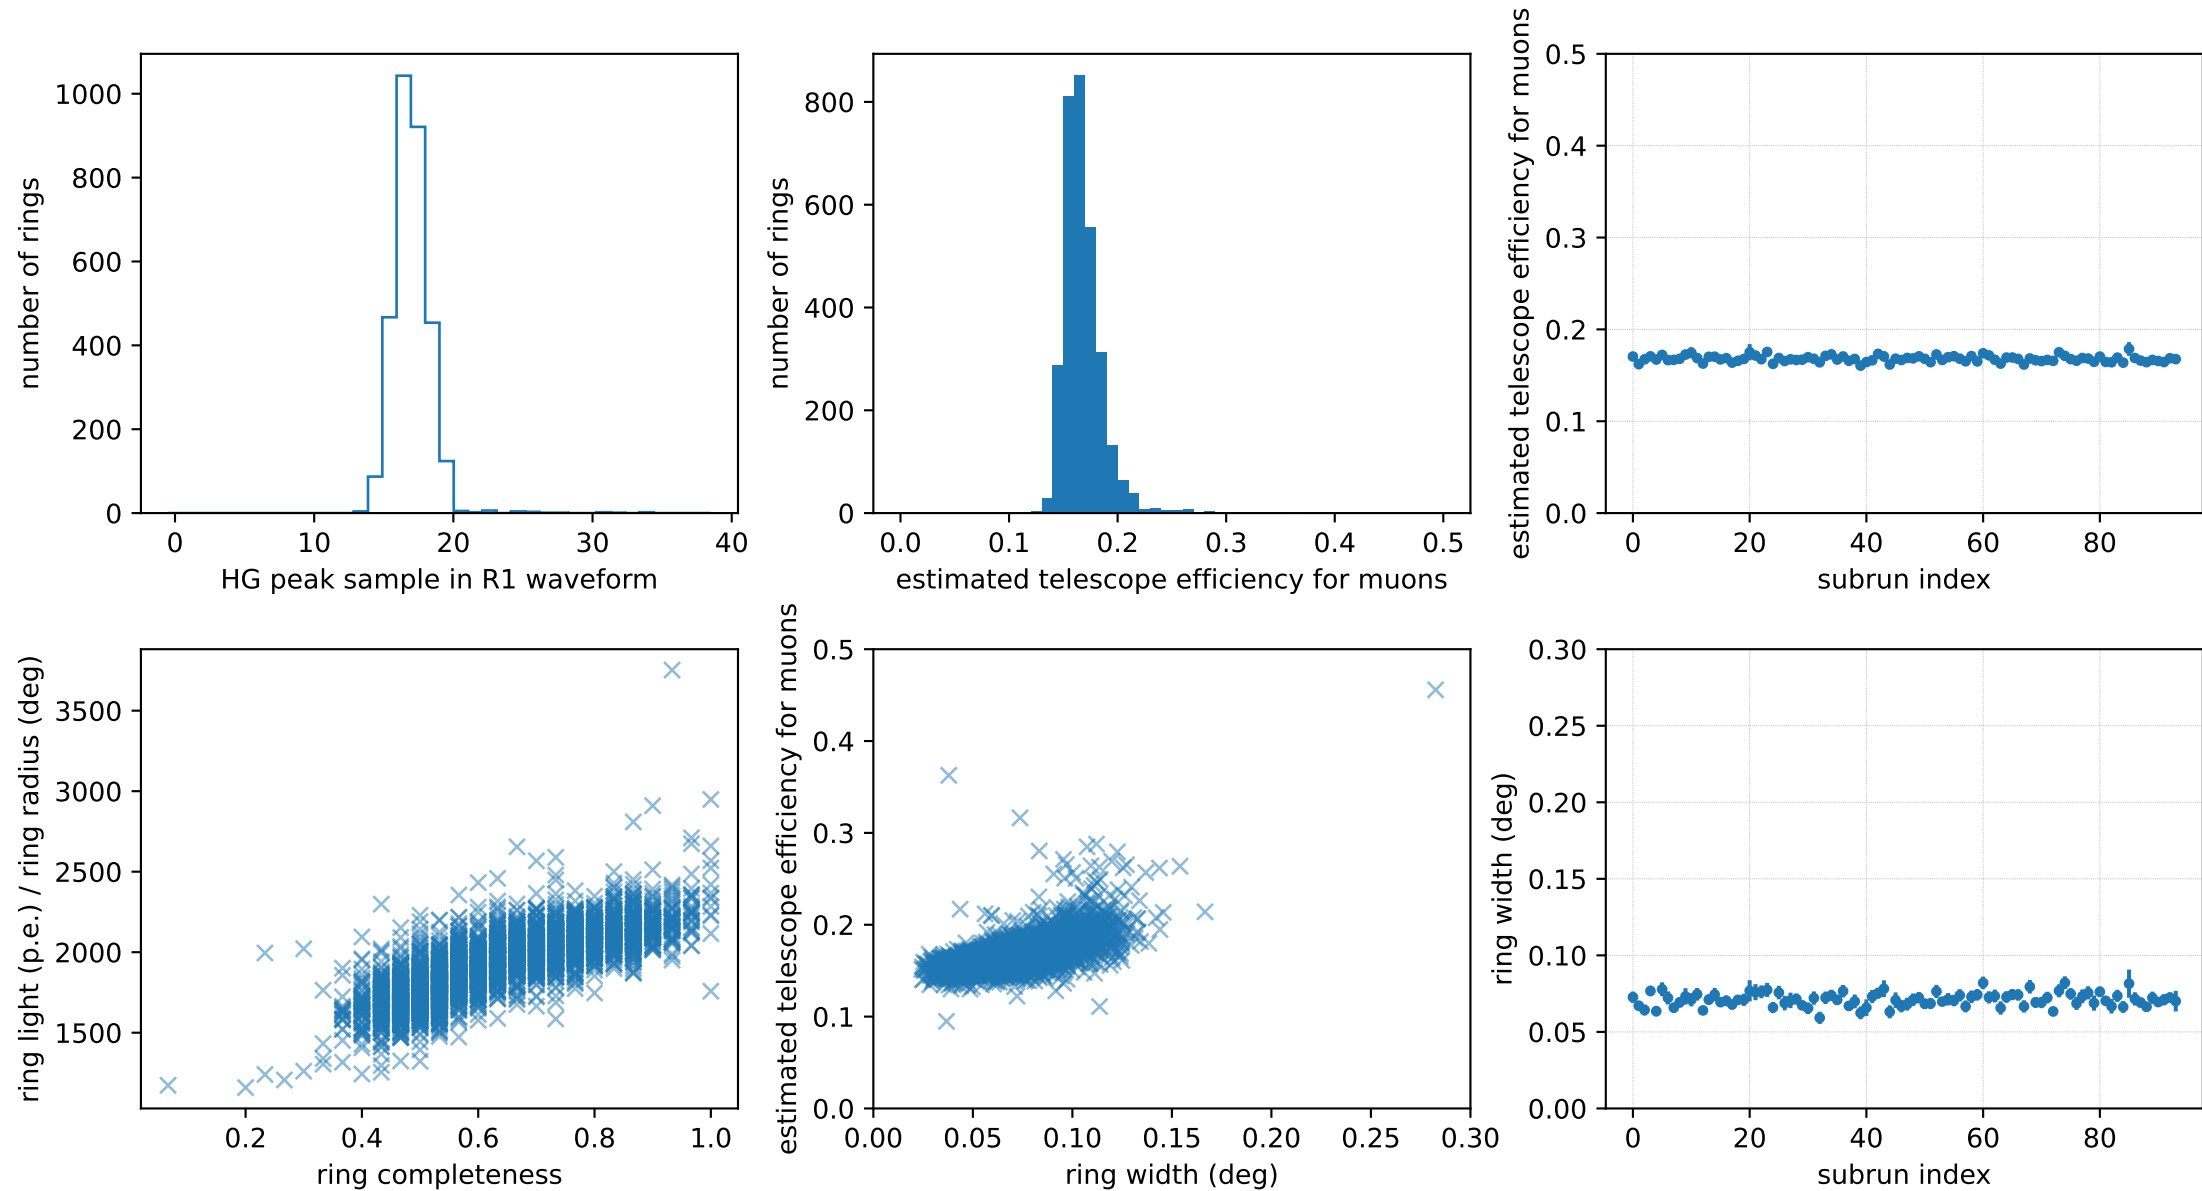 number of rings
1000
800
600
400
200
0
0 10 20 30 40
HG peak sample in R1 waveform
number of rings
800
600
400
200
0
0.0 0.1 0.2 0.3 0.4 0.5
estimated telescope efficiency for muons
estimated telescope efficiency for muons
0.5
0.4
0.3
0.2
0.1
0.0
0 20 40 60 80
subrun index
ring light (p.e.) / ring radius (deg)
3500
3000
2500
2000
1500
0.2 0.4 0.6 0.8 1.0
ring completeness
estimated telescope efficiency for muons
0.5
0.4
0.3
0.2
0.1
0.0
0.00 0.05 0.10 0.15 0.20 0.25 0.30
ring width (deg)
ring width (deg)
0.30
0.25
0.20
0.15
0.10
0.05
0.00
0 20 40 60 80
subrun index